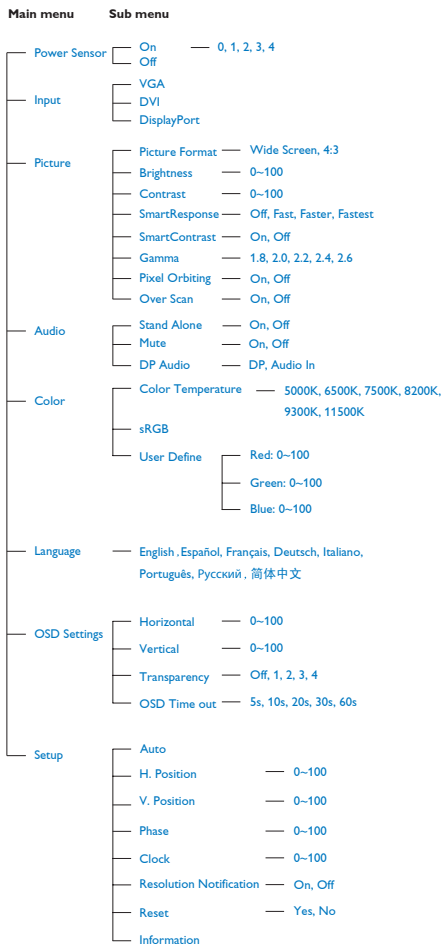 Main menu Sub menu
Power Sensor On 0, 1, 2, 3, 4
Off
Input VGA
DVI
DisplayPort
Picture Picture Format Wide Screen, 4:3
Brightness 0~100
Contrast 0~100
SmartResponse Off, Fast, Faster, Fastest
SmartContrast On, Off
Gamma 1.8, 2.0, 2.2, 2.4, 2.6
Pixel Orbiting On, Off
Over Scan On, Off
Audio Stand Alone On, Off
Mute On, Off
DP Audio DP, Audio In
Color Color Temperature 5000K, 6500K, 7500K, 8200K,
9300K, 11500K
sRGB
User Define Red: 0~100
Green: 0~100
Blue: 0~100
Language English , Español, Français, Deutsch, Italiano,
Português, Русский , 简体中文
OSD Settings Horizontal 0~100
Vertical 0~100
Transparency Off, 1, 2, 3, 4
OSD Time out 5s, 10s, 20s, 30s, 60s
Setup Auto
H. Position 0~100
V. Position 0~100
Phase 0~100
Clock 0~100
Resolution Notification On, Off
Reset Yes, No
Information